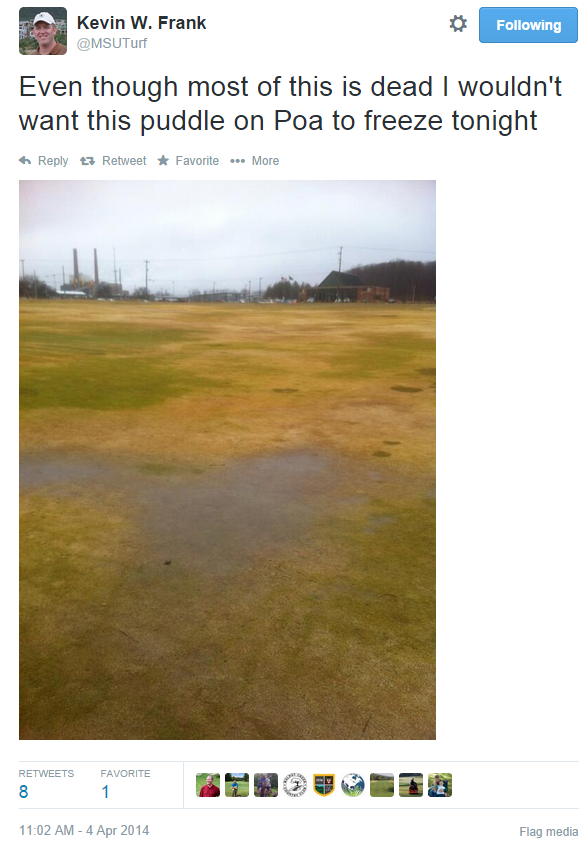 Kevin W. Frank
@MSUTurf
Following
Even though most of this is dead I wouldn't
want this puddle on Poa to freeze tonight
Reply Retweet Favorite More
RETWEETS FAVORITE
8 1
11:02 AM - 4 Apr 2014
Flag media